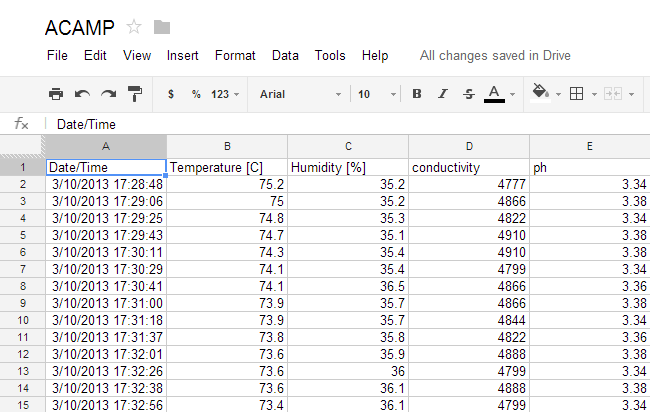 ACAMP
File Edit View Insert Format Data Tools Help All changes saved in Drive
$ % 123 Arial 10 B I S A
fx Date/Time
A B C D E
1 Date/Time Temperature [C] Humidity [%] conductivity ph
2 3/10/2013 17:28:48 75.2 35.2 4777 3.34
3 3/10/2013 17:29:06 75 35.2 4866 3.38
4 3/10/2013 17:29:25 74.8 35.3 4822 3.34
5 3/10/2013 17:29:43 74.7 35.1 4910 3.38
6 3/10/2013 17:30:11 74.3 35.4 4910 3.38
7 3/10/2013 17:30:29 74.1 35.4 4799 3.34
8 3/10/2013 17:30:41 74.1 36.5 4866 3.36
9 3/10/2013 17:31:00 73.9 35.7 4866 3.38
10 3/10/2013 17:31:18 73.9 35.7 4844 3.34
11 3/10/2013 17:31:37 73.8 35.8 4822 3.36
12 3/10/2013 17:32:01 73.6 35.9 4888 3.38
13 3/10/2013 17:32:26 73.6 36 4799 3.34
14 3/10/2013 17:32:38 73.6 36.1 4888 3.38
15 3/10/2013 17:32:56 73.4 36.1 4799 3.34